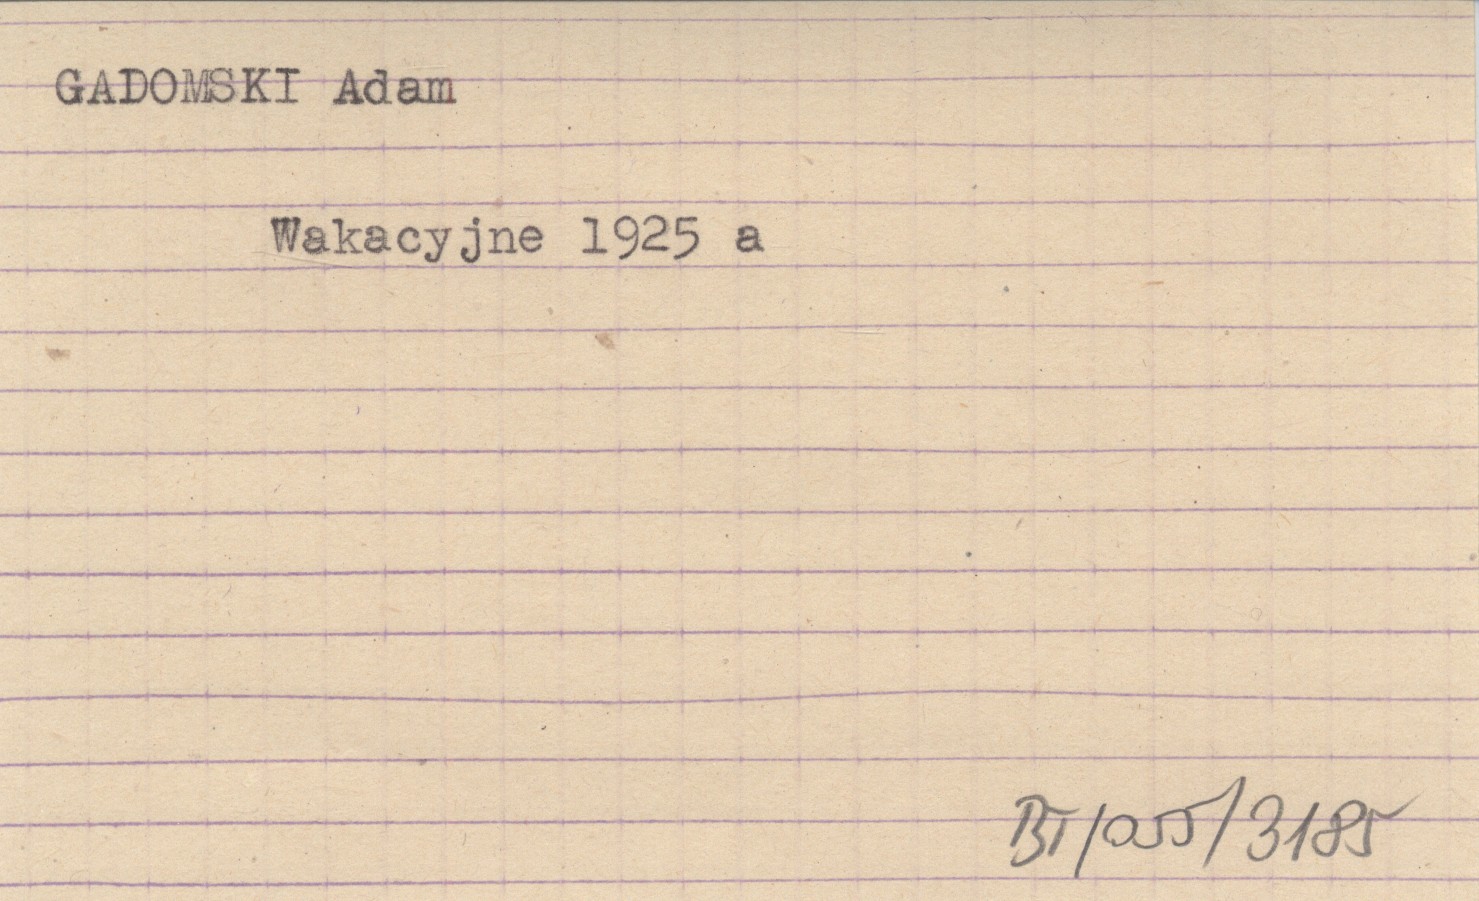 GADOMSKI Adam
Wakacyjne 1925 a
BT/055/3185